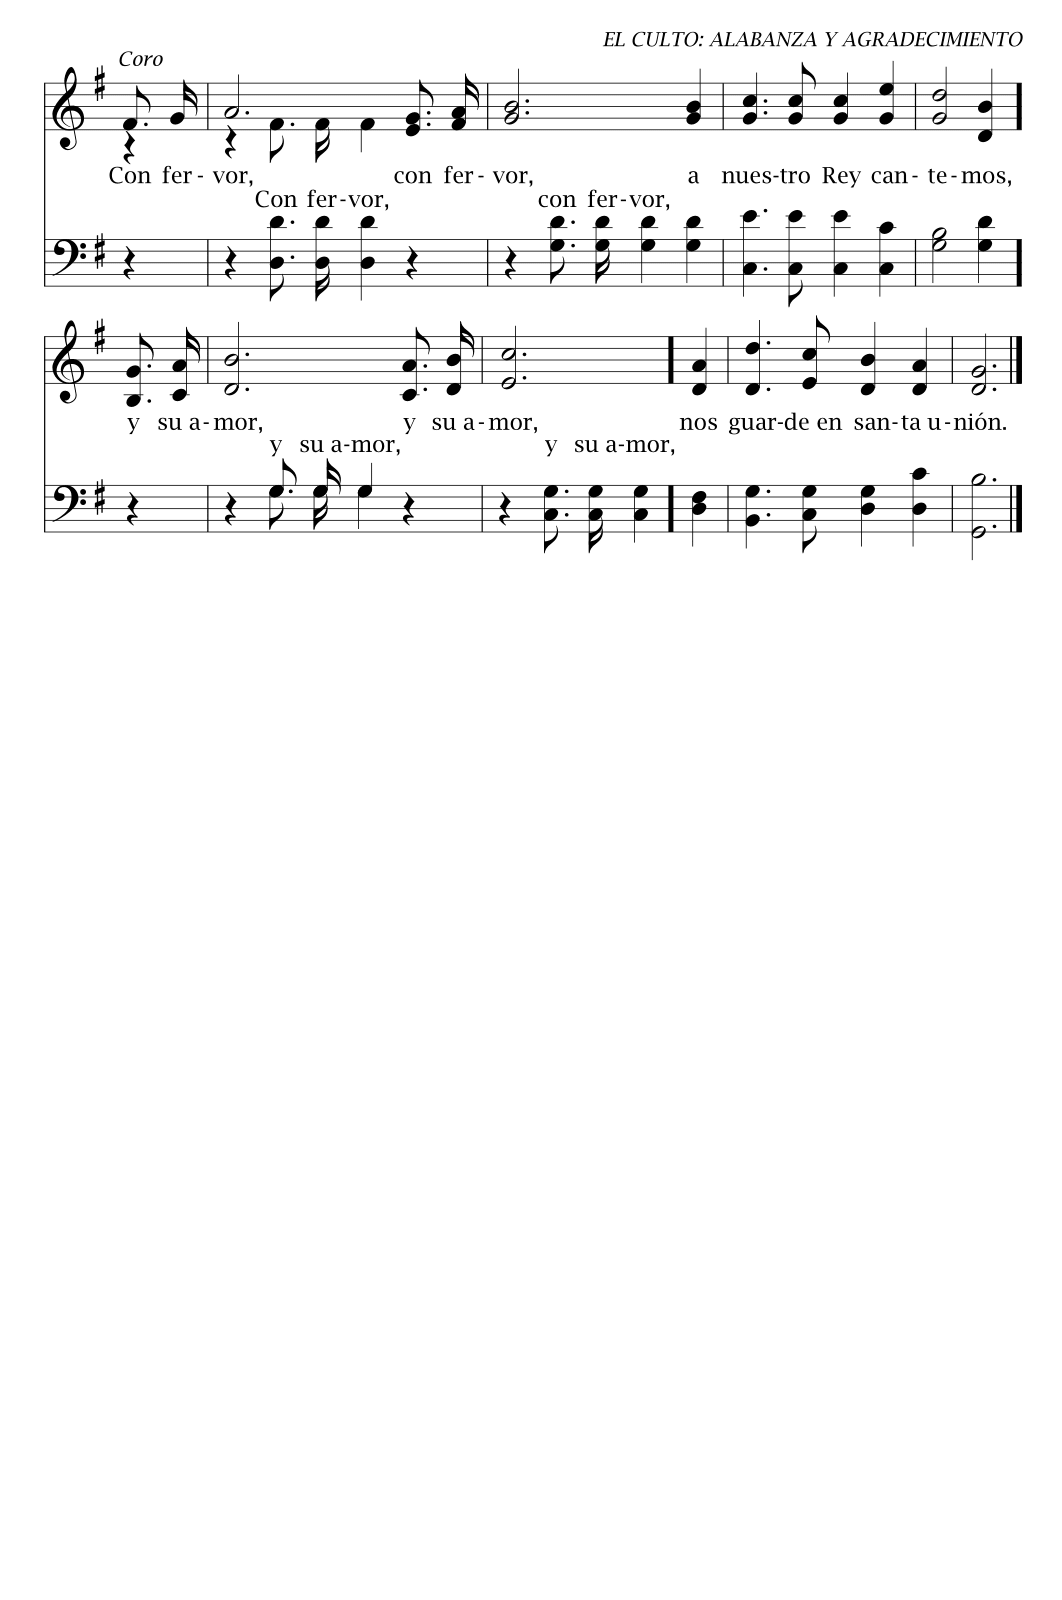 EL CULTO: ALABANZA Y AGRADECIMIENTO
Coro
Con fer - vor, con fer - vor, a nues-tro Rey can - te - mos,
Con fer-vor, con fer-vor,
y su a-mor, y su a-mor, nos guar-de en san-ta u-nión.
y su a-mor, y su a-mor,